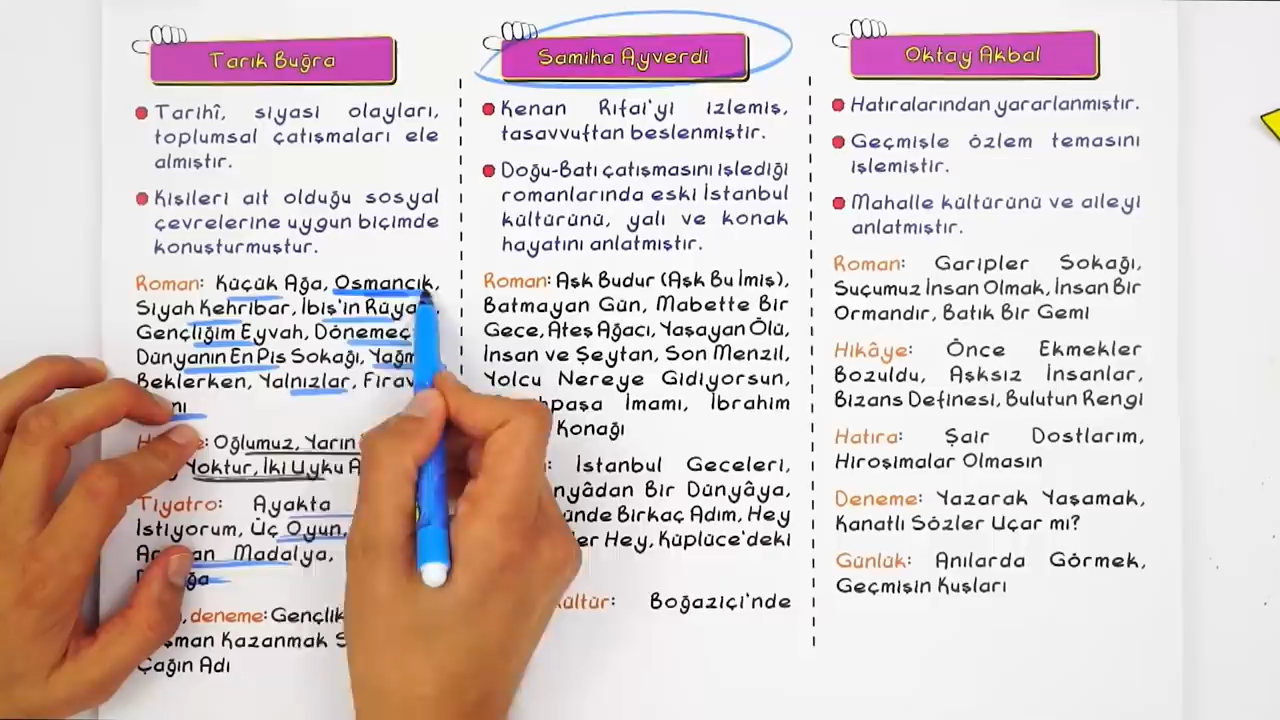 Tarık Buğra
Tarihî, siyasi olayları,
toplumsal çatışmaları ele
almıştır.
Kişileri ait olduğu sosyal
çevrelerine uygun biçimde
konuşturmuştur.
Roman: Küçük Ağa, Osmancık,
Siyah Kehribar, İbiş'in
Gençliğim Eyvah,
Dünyanın En Pis Sokağı,
Beklerken, Yalnızlar,
Oğlumuz, Yarın
Yoktur, İki Uyku
Tiyatro: Ayakta
İstiyorum, Üç Oyun,
Madalya,
deneme: Gençlik
Kazanmak
Çağın Adı
Samiha Ayverdi
Kenan Rifai'yi izlemiş,
tasavvuftan beslenmiştir.
Doğu-Batı çatışmasını işlediği
romanlarında eski İstanbul
kültürünü, yalı ve konak
hayatını anlatmıştır.
Roman: Aşk Budur (Aşk Bu İmiş),
Batmayan Gün, Mabette Bir
Gece, Ateş Ağacı, Yaşayan Ölü,
İnsan ve Şeytan, Son Menzil,
Yolcu Nereye Gidiyorsun,
İmamı, İbrahim
Konağı
İstanbul Geceleri,
Bir Dünyâya,
Birkaç Adım, Hey
Hey, Küplüce'deki
Boğaziçi'nde
Oktay Akbal
Hatıralarından yararlanmıştır.
Geçmişle özlem temasını
işlemiştir.
Mahalle kültürünü ve aileyi
anlatmıştır.
Roman: Garipler Sokağı,
Suçumuz İnsan Olmak, İnsan Bir
Ormandır, Batık Bir Gemi
Hikâye: Önce Ekmekler
Bozuldu, Aşksız İnsanlar,
Bizans Definesi, Bulutun Rengi
Hatıra: Şair Dostlarım,
Hiroşimalar Olmasın
Deneme: Yazarak Yaşamak,
Kanatlı Sözler Uçar mı?
Günlük: Anılarda Görmek,
Geçmişin Kuşları